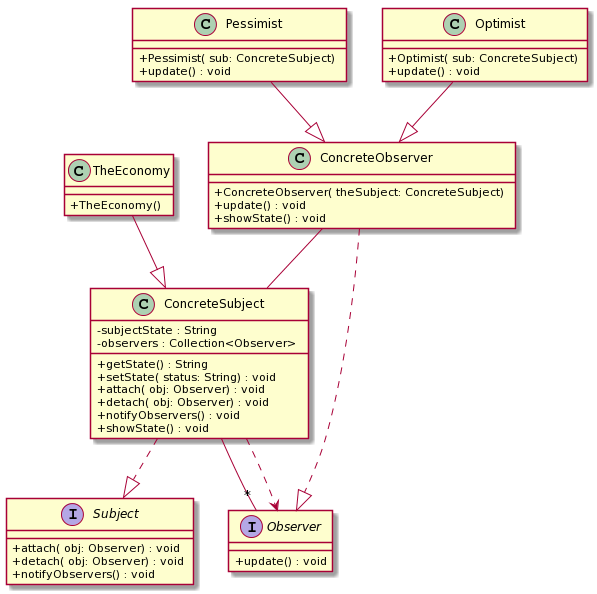 C Pessimist
+Pessimist( sub: ConcreteSubject)
+update() : void
C Optimist
+Optimist( sub: ConcreteSubject)
+update() : void
C TheEconomy
+TheEconomy()
C ConcreteObserver
+ConcreteObserver( theSubject: ConcreteSubject)
+update() : void
+showState() : void
C ConcreteSubject
-subjectState : String
-observers : Collection<Observer>
+getState() : String
+setState( status: String) : void
+attach( obj: Observer) : void
+detach( obj: Observer) : void
+notifyObservers() : void
+showState() : void
*
I Subject
+attach( obj: Observer) : void
+detach( obj: Observer) : void
+notifyObservers() : void
I Observer
+update() : void